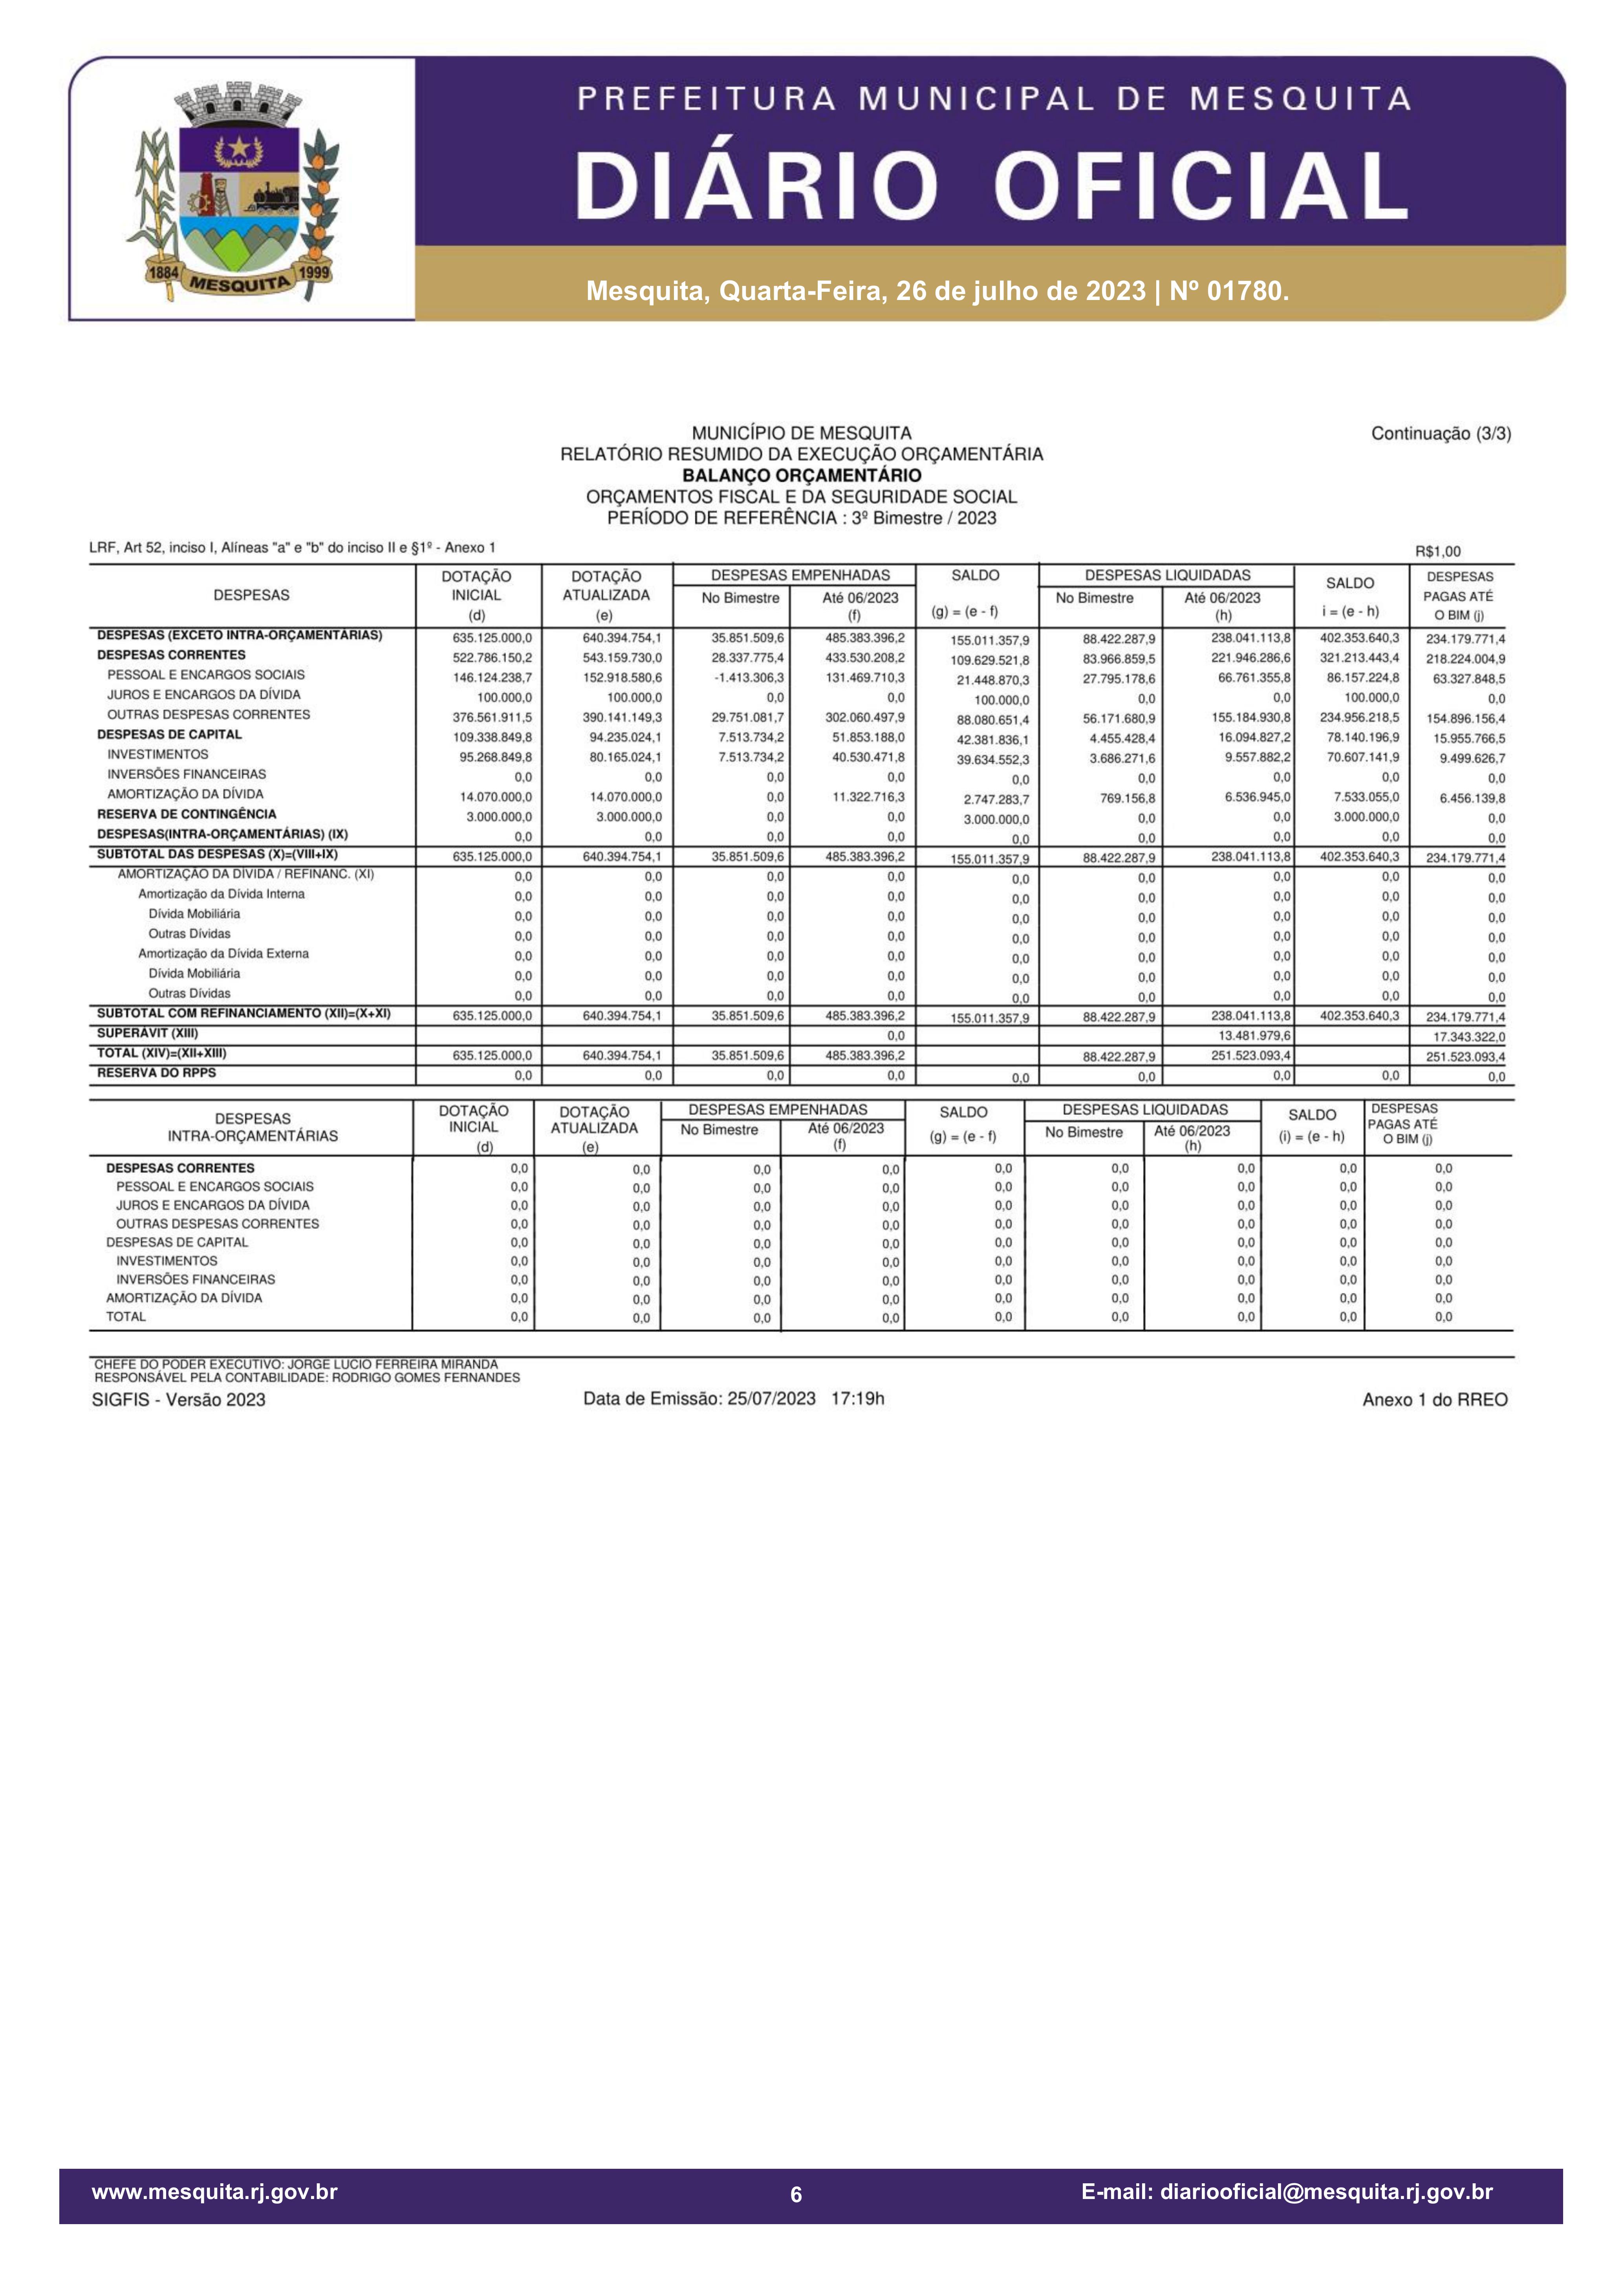 PREFEITURA MUNICIPAL DE MESQUITA
DIÁRIO OFICIAL
1884 MESQUITA 1999
Mesquita, Quarta-Feira, 26 de julho de 2023 | Nº 01780.
MUNICÍPIO DE MESQUITA Continuação (3/3)
RELATÓRIO RESUMIDO DA EXECUÇÃO ORÇAMENTÁRIA
BALANÇO ORÇAMENTÁRIO
ORÇAMENTOS FISCAL E DA SEGURIDADE SOCIAL
PERÍODO DE REFERÊNCIA : 3º Bimestre / 2023
LRF, Art 52, inciso I, Alíneas "a" e "b" do inciso II e §1º - Anexo 1 R$1,00
DESPESAS DOTAÇÃO INICIAL (d) DOTAÇÃO ATUALIZADA (e) DESPESAS EMPENHADAS No Bimestre Até 06/2023 (f) SALDO (g) = (e - f) DESPESAS LIQUIDADAS No Bimestre Até 06/2023 (h) SALDO i = (e - h) DESPESAS PAGAS ATÉ O BIM (j)
DESPESAS (EXCETO INTRA-ORÇAMENTÁRIAS) 635.125.000,0 640.394.754,1 35.851.509,6 485.383.396,2 155.011.357,9 88.422.287,9 238.041.113,8 402.353.640,3 234.179.771,4
DESPESAS CORRENTES 522.786.150,2 543.159.730,0 28.337.775,4 433.530.208,2 109.629.521,8 83.966.859,5 221.946.286,6 321.213.443,4 218.224.004,9
PESSOAL E ENCARGOS SOCIAIS 146.124.238,7 152.918.580,6 -1.413.306,3 131.469.710,3 21.448.870,3 27.795.178,6 66.761.355,8 86.157.224,8 63.327.848,5
JUROS E ENCARGOS DA DÍVIDA 100.000,0 100.000,0 0,0 0,0 100.000,0 0,0 0,0 100.000,0 0,0
OUTRAS DESPESAS CORRENTES 376.561.911,5 390.141.149,3 29.751.081,7 302.060.497,9 88.080.651,4 56.171.680,9 155.184.930,8 234.956.218,5 154.896.156,4
DESPESAS DE CAPITAL 109.338.849,8 94.235.024,1 7.513.734,2 51.853.188,0 42.381.836,1 4.455.428,4 16.094.827,2 78.140.196,9 15.955.766,5
INVESTIMENTOS 95.268.849,8 80.165.024,1 7.513.734,2 40.530.471,8 39.634.552,3 3.686.271,6 9.557.882,2 70.607.141,9 9.499.626,7
INVERSÕES FINANCEIRAS 0,0 0,0 0,0 0,0 0,0 0,0 0,0 0,0 0,0
AMORTIZAÇÃO DA DÍVIDA 14.070.000,0 14.070.000,0 0,0 11.322.716,3 2.747.283,7 769.156,8 6.536.945,0 7.533.055,0 6.456.139,8
RESERVA DE CONTINGÊNCIA 3.000.000,0 3.000.000,0 0,0 0,0 3.000.000,0 0,0 0,0 3.000.000,0 0,0
DESPESAS(INTRA-ORÇAMENTÁRIAS) (IX) 0,0 0,0 0,0 0,0 0,0 0,0 0,0 0,0 0,0
SUBTOTAL DAS DESPESAS (X)=(VIII+IX) 635.125.000,0 640.394.754,1 35.851.509,6 485.383.396,2 155.011.357,9 88.422.287,9 238.041.113,8 402.353.640,3 234.179.771,4
AMORTIZAÇÃO DA DÍVIDA / REFINANC. (XI) 0,0 0,0 0,0 0,0 0,0 0,0 0,0 0,0 0,0
Amortização da Dívida Interna 0,0 0,0 0,0 0,0 0,0 0,0 0,0 0,0 0,0
Dívida Mobiliária 0,0 0,0 0,0 0,0 0,0 0,0 0,0 0,0 0,0
Outras Dívidas 0,0 0,0 0,0 0,0 0,0 0,0 0,0 0,0 0,0
Amortização da Dívida Externa 0,0 0,0 0,0 0,0 0,0 0,0 0,0 0,0 0,0
Dívida Mobiliária 0,0 0,0 0,0 0,0 0,0 0,0 0,0 0,0 0,0
Outras Dívidas 0,0 0,0 0,0 0,0 0,0 0,0 0,0 0,0 0,0
SUBTOTAL COM REFINANCIAMENTO (XII)=(X+XI) 635.125.000,0 640.394.754,1 35.851.509,6 485.383.396,2 155.011.357,9 88.422.287,9 238.041.113,8 402.353.640,3 234.179.771,4
SUPERÁVIT (XIII) 0,0 13.481.979,6 17.343.322,0
TOTAL (XIV)=(XII+XIII) 635.125.000,0 640.394.754,1 35.851.509,6 485.383.396,2 88.422.287,9 251.523.093,4 251.523.093,4
RESERVA DO RPPS 0,0 0,0 0,0 0,0 0,0 0,0 0,0 0,0 0,0
DESPESAS INTRA-ORÇAMENTÁRIAS DOTAÇÃO INICIAL (d) DOTAÇÃO ATUALIZADA (e) DESPESAS EMPENHADAS No Bimestre Até 06/2023 (f) SALDO (g) = (e - f) DESPESAS LIQUIDADAS No Bimestre Até 06/2023 (h) SALDO (i) = (e - h) DESPESAS PAGAS ATÉ O BIM (j)
DESPESAS CORRENTES 0,0 0,0 0,0 0,0 0,0 0,0 0,0 0,0 0,0
PESSOAL E ENCARGOS SOCIAIS 0,0 0,0 0,0 0,0 0,0 0,0 0,0 0,0 0,0
JUROS E ENCARGOS DA DÍVIDA 0,0 0,0 0,0 0,0 0,0 0,0 0,0 0,0 0,0
OUTRAS DESPESAS CORRENTES 0,0 0,0 0,0 0,0 0,0 0,0 0,0 0,0 0,0
DESPESAS DE CAPITAL 0,0 0,0 0,0 0,0 0,0 0,0 0,0 0,0 0,0
INVESTIMENTOS 0,0 0,0 0,0 0,0 0,0 0,0 0,0 0,0 0,0
INVERSÕES FINANCEIRAS 0,0 0,0 0,0 0,0 0,0 0,0 0,0 0,0 0,0
AMORTIZAÇÃO DA DÍVIDA 0,0 0,0 0,0 0,0 0,0 0,0 0,0 0,0 0,0
TOTAL 0,0 0,0 0,0 0,0 0,0 0,0 0,0 0,0 0,0
CHEFE DO PODER EXECUTIVO: JORGE LUCIO FERREIRA MIRANDA
RESPONSÁVEL PELA CONTABILIDADE: RODRIGO GOMES FERNANDES
SIGFIS - Versão 2023 Data de Emissão: 25/07/2023 17:19h Anexo 1 do RREO
www.mesquita.rj.gov.br 6 E-mail: diariooficial@mesquita.rj.gov.br